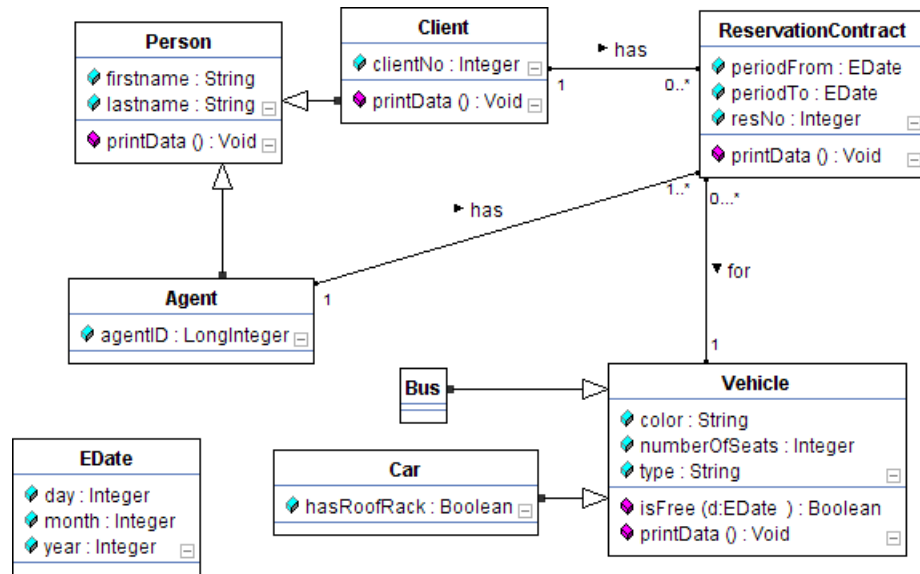 Person
firstname : String
lastname : String
printData () : Void
Client
clientNo : Integer
printData () : Void
has
1
0..*
ReservationContract
periodFrom : EDate
periodTo : EDate
resNo : Integer
printData () : Void
1..*
0...*
has
1
for
1
Agent
agentID : LongInteger
Bus
Vehicle
color : String
numberOfSeats : Integer
type : String
isFree (d:EDate ) : Boolean
printData () : Void
Car
hasRoofRack : Boolean
EDate
day : Integer
month : Integer
year : Integer